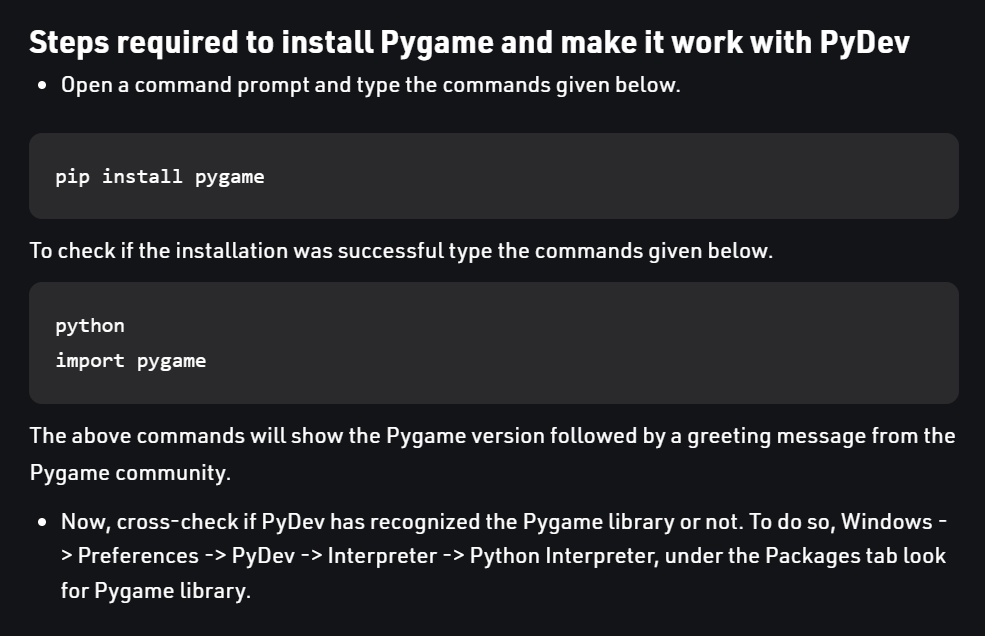 Steps required to install Pygame and make it work with PyDev
• Open a command prompt and type the commands given below.
pip install pygame
To check if the installation was successful type the commands given below.
python
import pygame
The above commands will show the Pygame version followed by a greeting message from the
Pygame community.
• Now, cross-check if PyDev has recognized the Pygame library or not. To do so, Windows -
> Preferences -> PyDev -> Interpreter -> Python Interpreter, under the Packages tab look
for Pygame library.